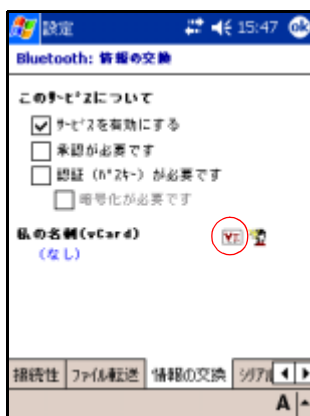 設定 15:47 ok
Bluetooth: 情報の交換
このサービスについて
サービスを有効にする
承認が必要です
認証（パスキー）が必要です
暗号化が必要です
私の名刺(vCard)
(なし)
接続性 ファイル転送 情報の交換 シリアル
A